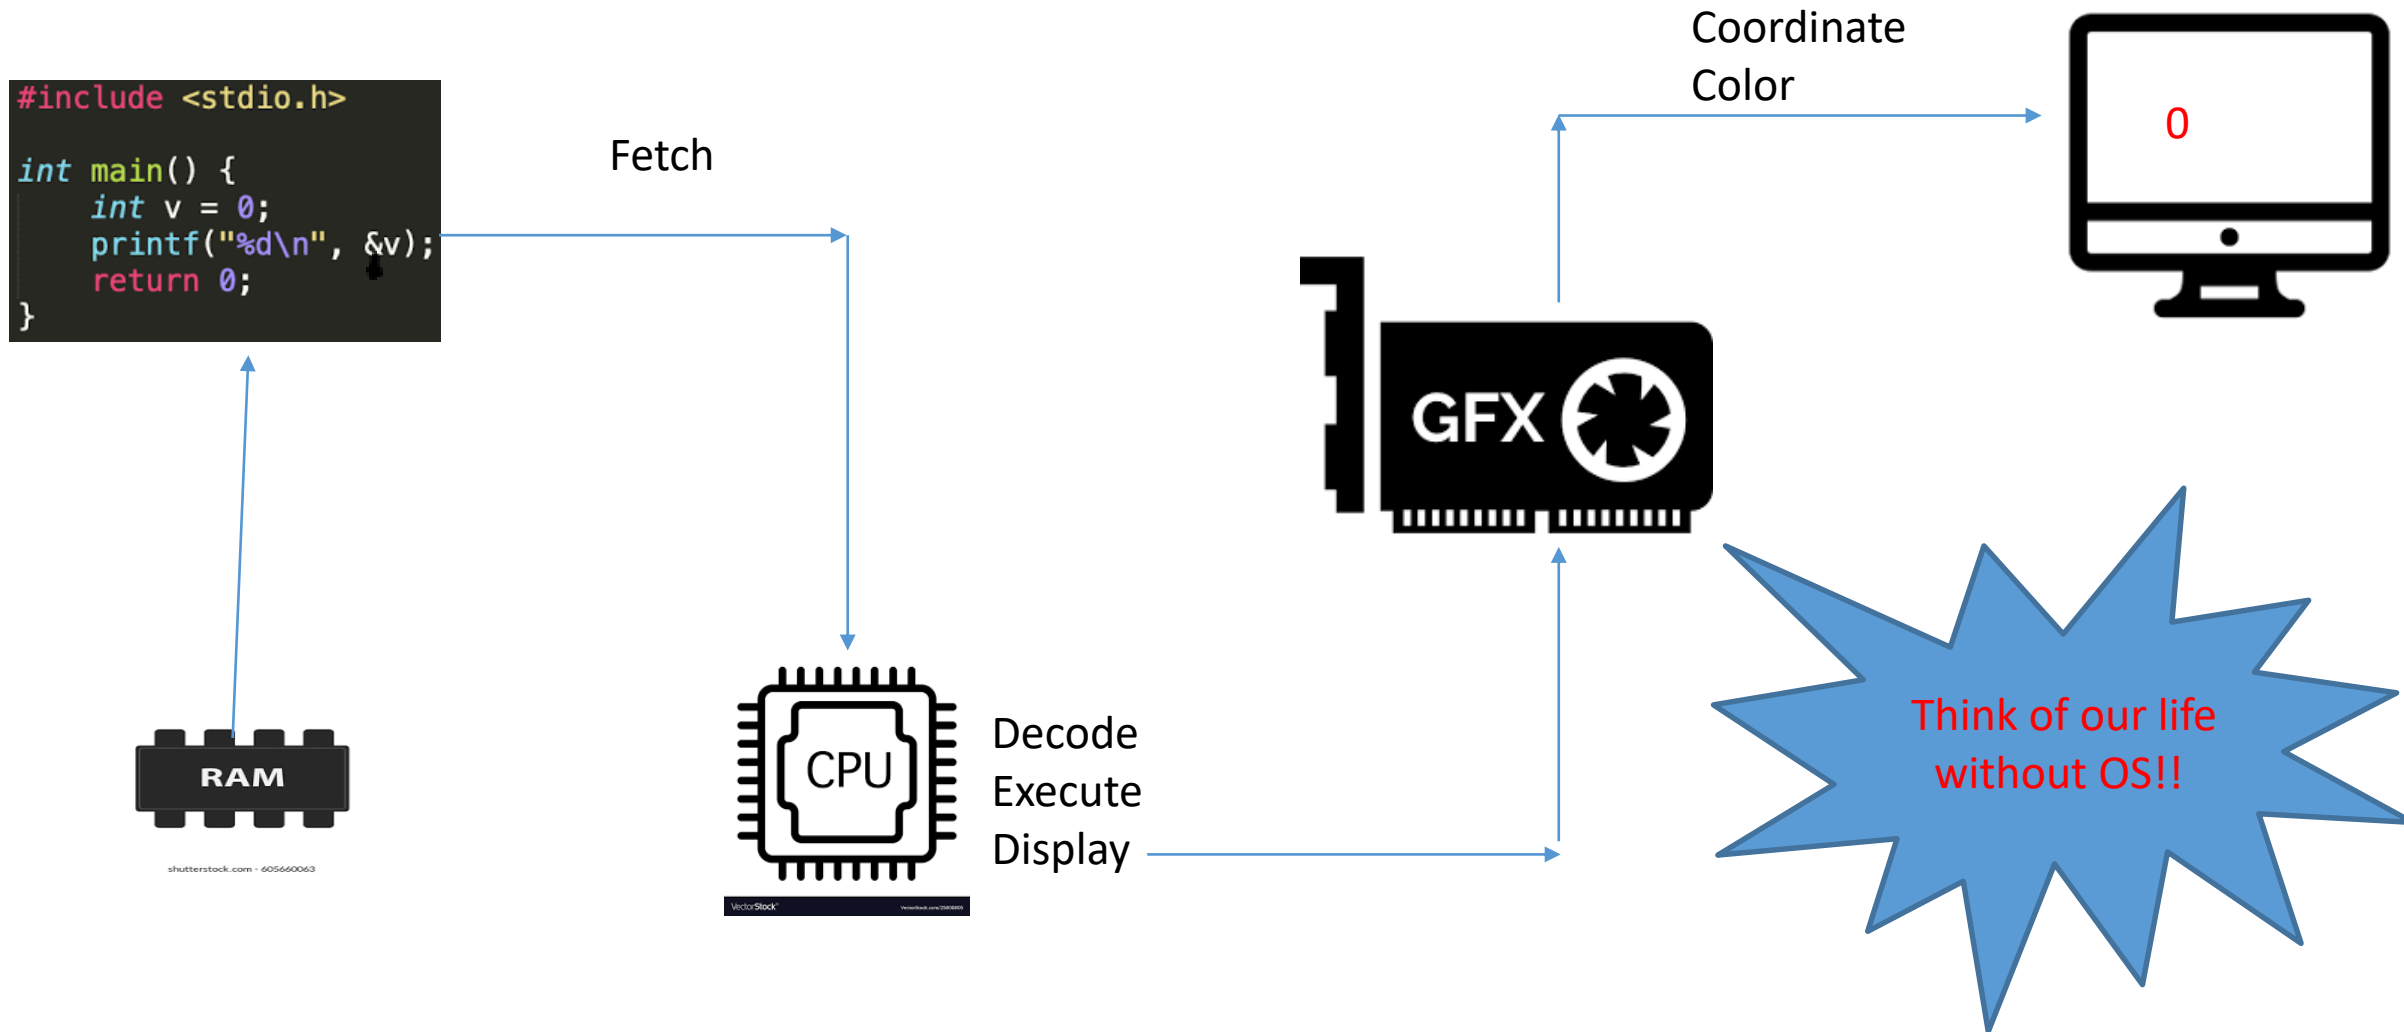 #include <stdio.h>
int main() {
int v = 0;
printf("%d\n", &v);
return 0;
}
Fetch
Coordinate
Color
0
GFX
RAM
shutterstock.com · 605660063
CPU
Decode
Execute
Display
Think of our life
without OS!!
VectorStock®